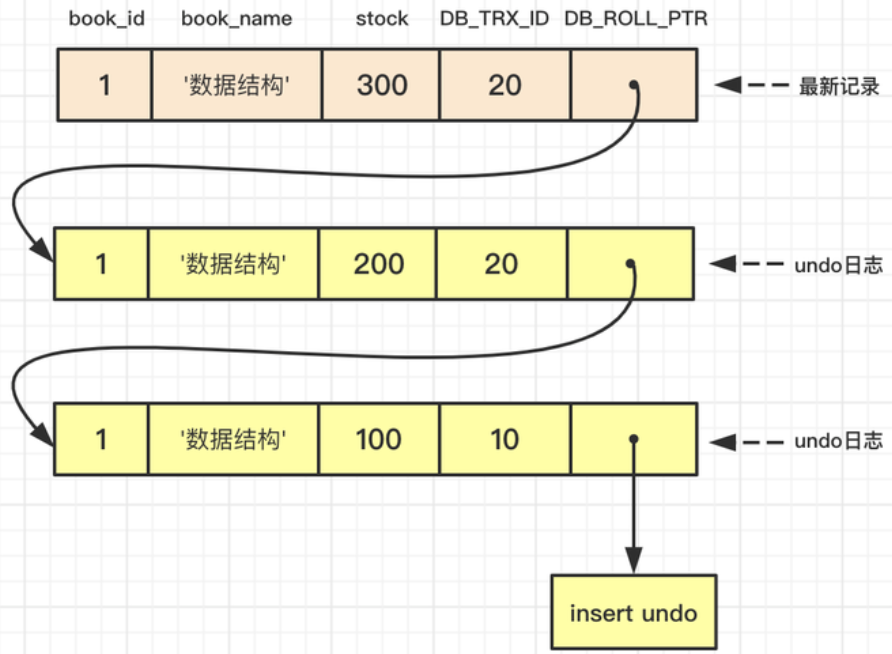 book_id book_name stock DB_TRX_ID DB_ROLL_PTR
1 '数据结构' 300 20 最新记录
1 '数据结构' 200 20 undo日志
1 '数据结构' 100 10 undo日志
insert undo